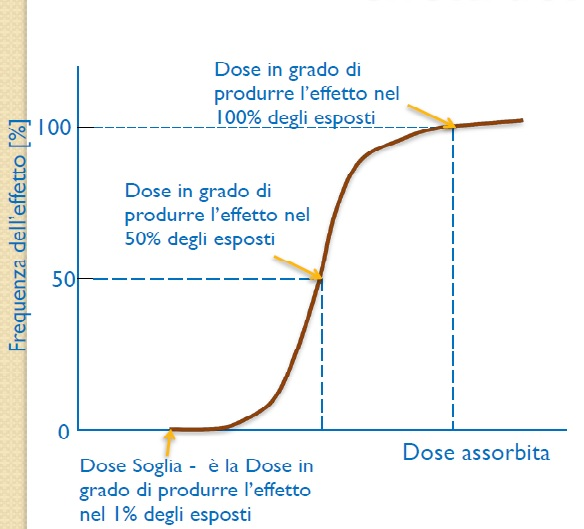 Dose in grado di
produrre l'effetto nel
100% degli esposti
Frequenza dell'effetto [%]
100
Dose in grado di
produrre l'effetto nel
50% degli esposti
50
0
Dose assorbita
Dose Soglia - è la Dose in
grado di produrre l'effetto
nel 1% degli esposti